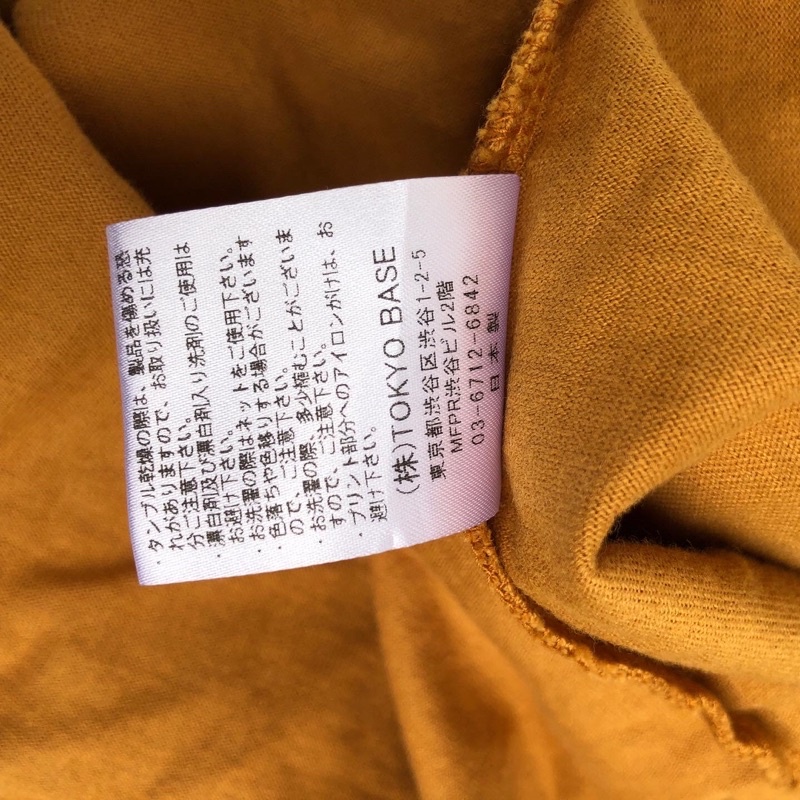 ・タンブル乾燥の際は、製品を傷める恐
れがありますので、お取り扱いには充
分ご注意下さい。
・漂白剤及び漂白剤入り洗剤のご使用は
お避け下さい。
・お洗濯の際はネットをご使用下さい。
・色落ちや色移りする場合がございます
ので、ご注意下さい。
・お洗濯の際、多少縮むことがございま
すので、ご注意下さい。
・プリント部分へのアイロンがけは、お
避け下さい。
(株)TOKYO BASE
東京都渋谷区渋谷1-2-5
MFPR渋谷ビル2階
03-6712-6842
日本製